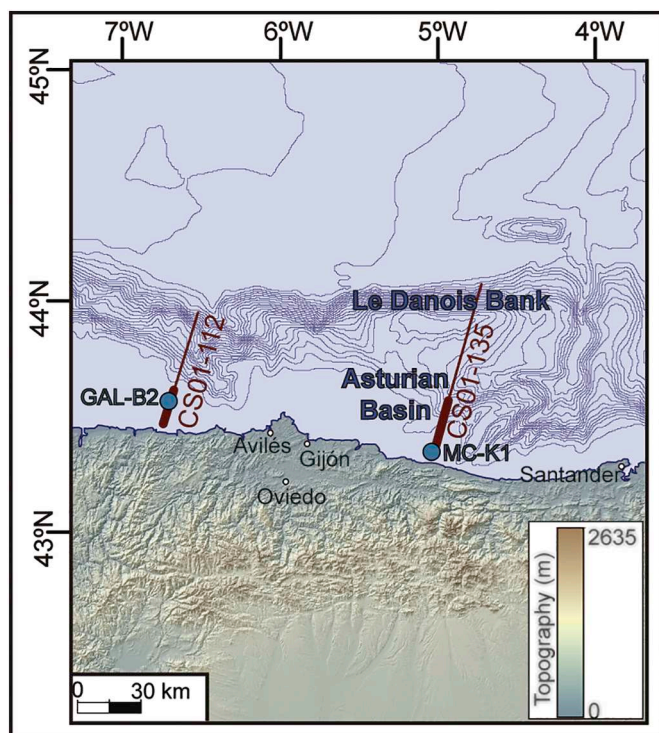 7ºW 6ºW 5ºW 4ºW
45ºN
44ºN
43ºN
Le Danois Bank
CS01-112
CS01-135
GAL-B2
Asturian
Basin
MC-K1
Avilés
Gijón
Oviedo
Santander
Topography (m)
2635
0
0 30 km